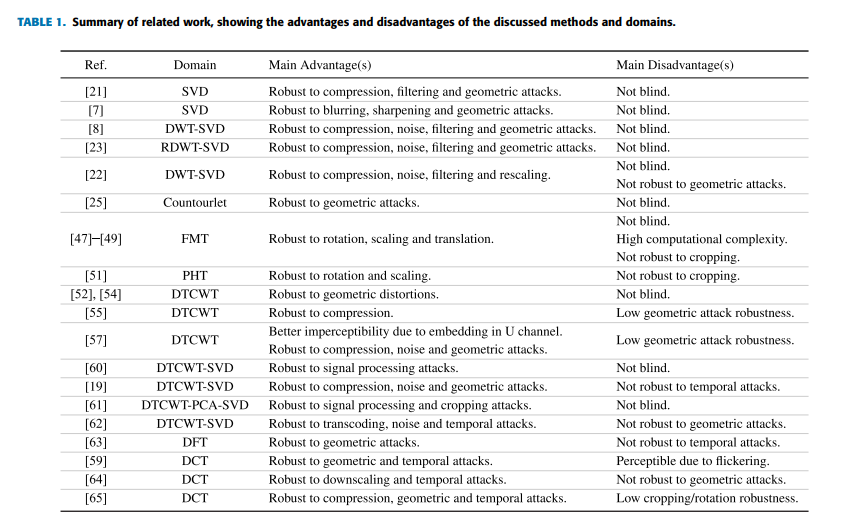 TABLE 1. Summary of related work, showing the advantages and disadvantages of the discussed methods and domains.
Ref. Domain Main Advantage(s) Main Disadvantage(s)
[21] SVD Robust to compression, filtering and geometric attacks. Not blind.
[7] SVD Robust to blurring, sharpening and geometric attacks. Not blind.
[8] DWT-SVD Robust to compression, noise, filtering and geometric attacks. Not blind.
[23] RDWT-SVD Robust to compression, noise, filtering and geometric attacks. Not blind.
Not blind.
[22] DWT-SVD Robust to compression, noise, filtering and rescaling.
Not robust to geometric attacks.
[25] Countourlet Robust to geometric attacks. Not blind.
Not blind.
[47]–[49] FMT Robust to rotation, scaling and translation. High computational complexity.
Not robust to cropping.
[51] PHT Robust to rotation and scaling. Not robust to cropping.
[52], [54] DTCWT Robust to geometric distortions. Not blind.
[55] DTCWT Robust to compression. Low geometric attack robustness.
Better imperceptibility due to embedding in U channel.
[57] DTCWT Low geometric attack robustness.
Robust to compression, noise and geometric attacks.
[60] DTCWT-SVD Robust to signal processing attacks. Not blind.
[19] DTCWT-SVD Robust to compression, noise and geometric attacks. Not robust to temporal attacks.
[61] DTCWT-PCA-SVD Robust to signal processing and cropping attacks. Not blind.
[62] DTCWT-SVD Robust to transcoding, noise and temporal attacks. Not robust to geometric attacks.
[63] DFT Robust to geometric attacks. Not robust to temporal attacks.
[59] DCT Robust to geometric and temporal attacks. Perceptible due to flickering.
[64] DCT Robust to downscaling and temporal attacks. Not robust to geometric attacks.
[65] DCT Robust to compression, geometric and temporal attacks. Low cropping/rotation robustness.